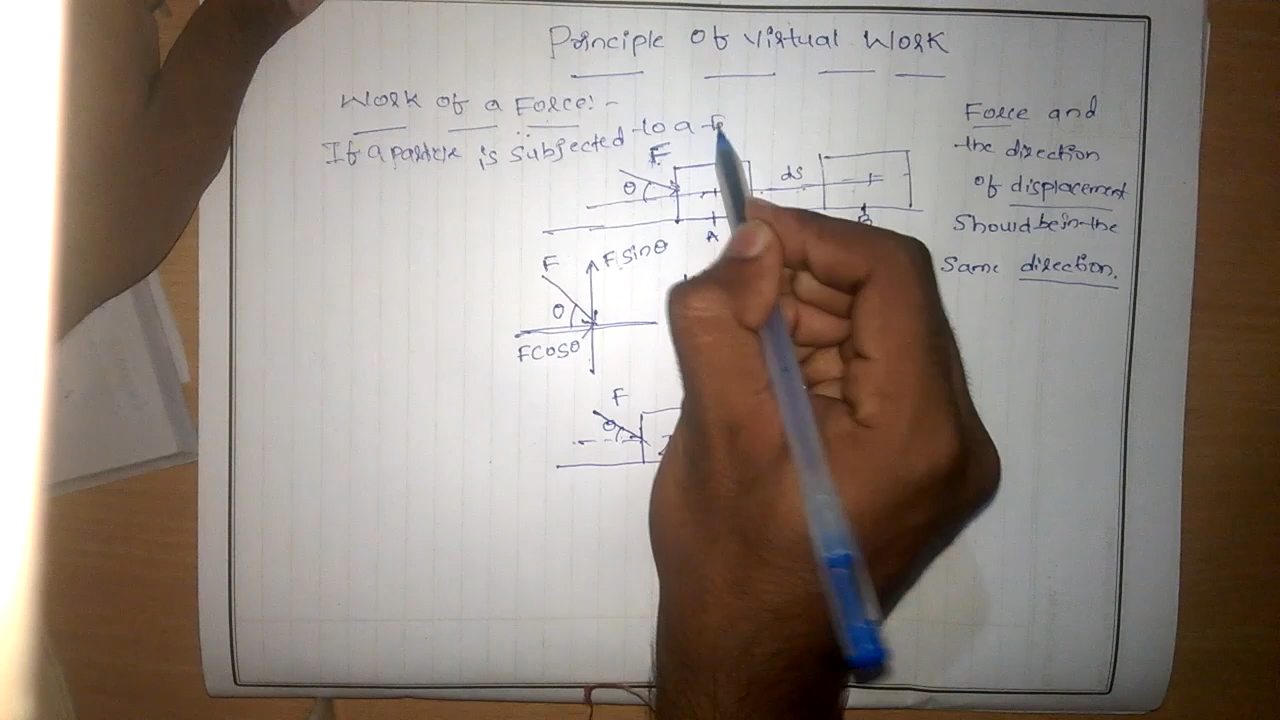 Principle of Virtual Work
Work of a Force:-
If a particle is subjected to a F
F
θ
ds
A
B
F
F sinθ
θ
FCosθ
F
θ
Force and
the direction
of displacement
Should be in the
Same direction.